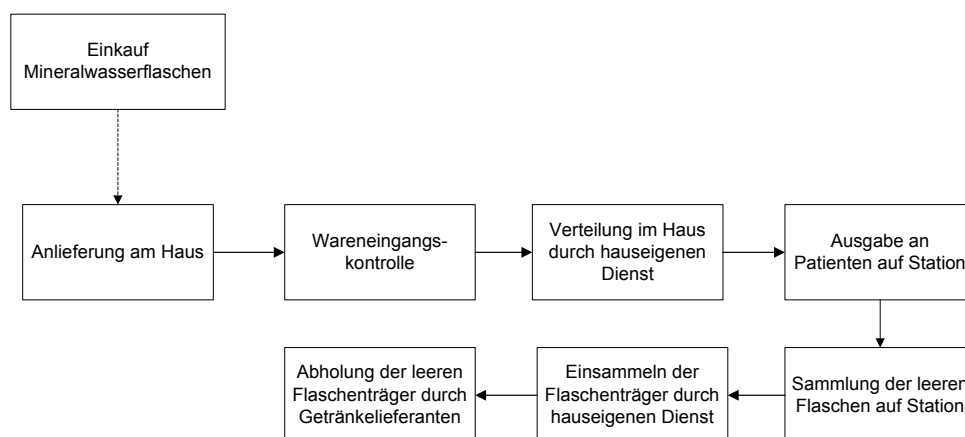 Einkauf
Mineralwasserflaschen
Anlieferung am Haus
Wareneingangs-
kontrolle
Verteilung im Haus
durch hauseigenen
Dienst
Ausgabe an
Patienten auf Station
Sammlung der leeren
Flaschen auf Station
Einsammeln der
Flaschenträger durch
hauseigenen Dienst
Abholung der leeren
Flaschenträger durch
Getränkelieferanten